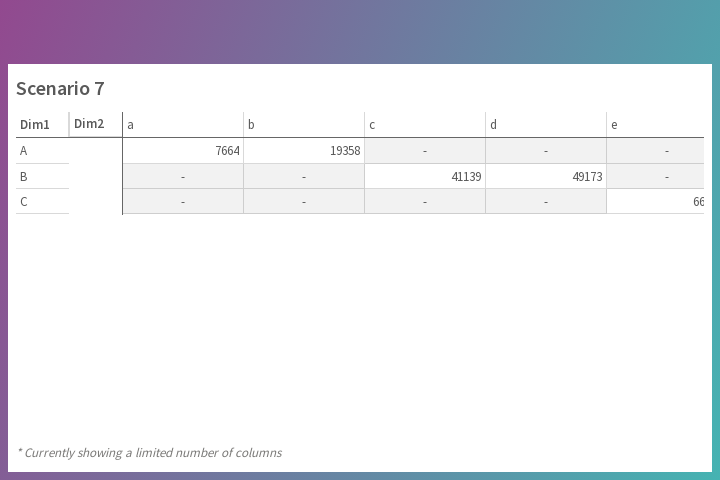 Scenario 7
Dim1 Dim2 a b c d e
A 7664 19358 - - -
B - - 41139 49173 -
C - - - - 66
* Currently showing a limited number of columns